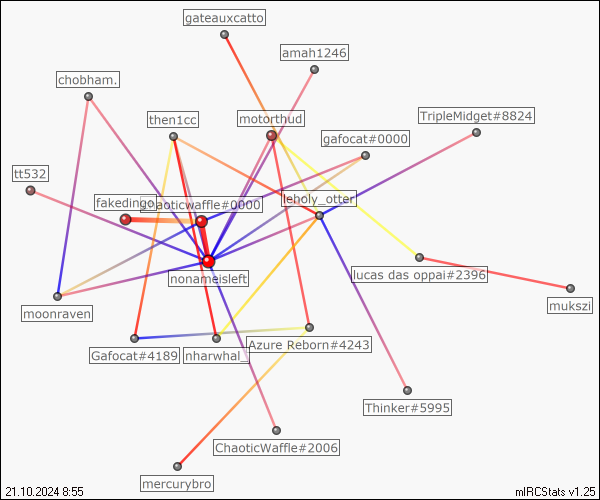 gateauxcatto
amah1246
chobham.
then1cc
motorthud
TripleMidget#8824
gafocat#0000
tt532
fakedingo
chaoticwaffle#0000
leholy_otter
nonameisleft
lucas das oppai#2396
moonraven
mukszi
Gafocat#4189
nharwhal_
Azure Reborn#4243
Thinker#5995
ChaoticWaffle#2006
mercurybro
21.10.2024 8:55
mIRCStats v1.25